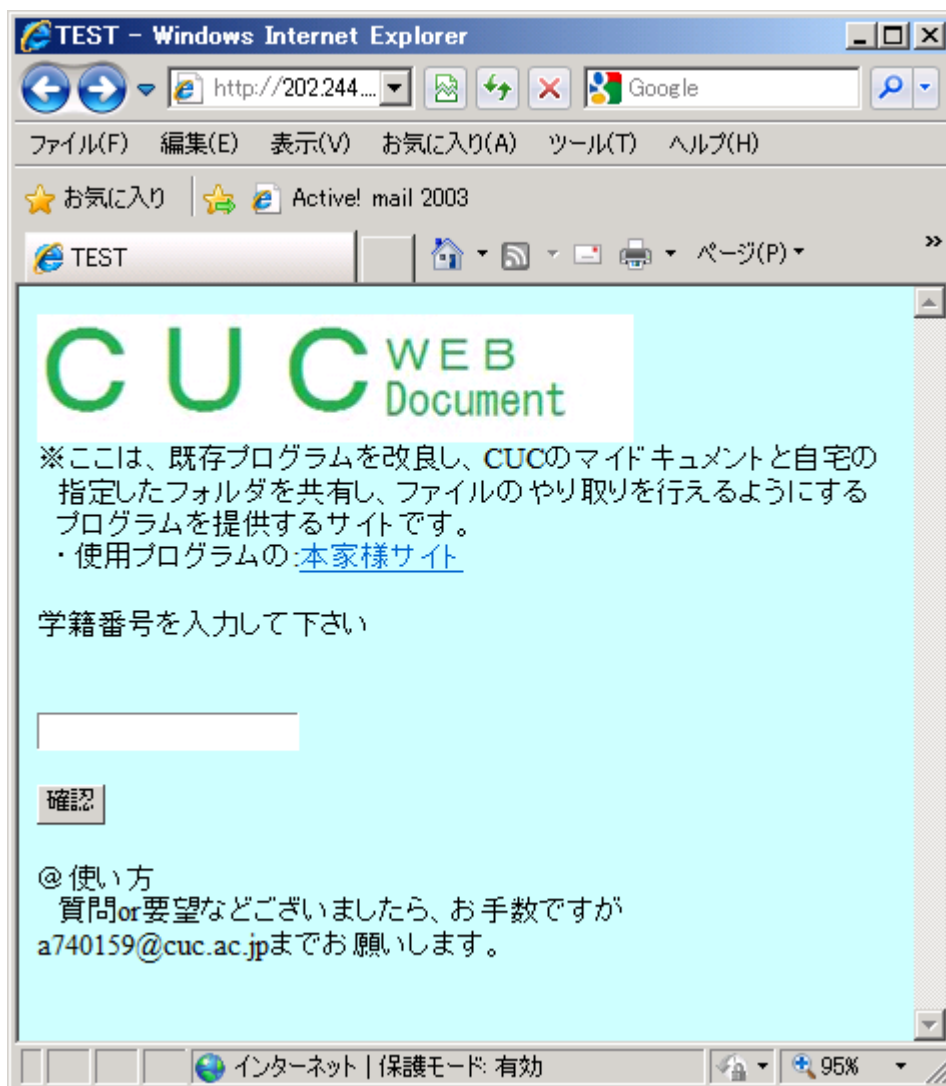 TEST - Windows Internet Explorer
http://202.244....
Google
ファイル(F) 編集(E) 表示(V) お気に入り(A) ツール(T) ヘルプ(H)
お気に入り Active! mail 2003
TEST ページ(P) »
CUC WEB
Document
※ここは、既存プログラムを改良し、CUCのマイドキュメントと自宅の
指定したフォルダを共有し、ファイルのやり取りを行えるようにする
プログラムを提供するサイトです。
・使用プログラムの:本家様サイト
学籍番号を入力して下さい
確認
@使い方
質問or要望などございましたら、お手数ですが
a740159@cuc.ac.jpまでお願いします。
インターネット | 保護モード: 有効 95%